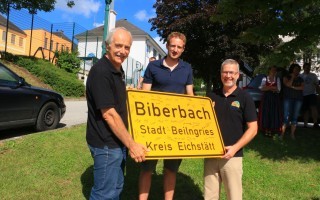 Biberbach
Stadt Beilngries
Kreis Eichstätt